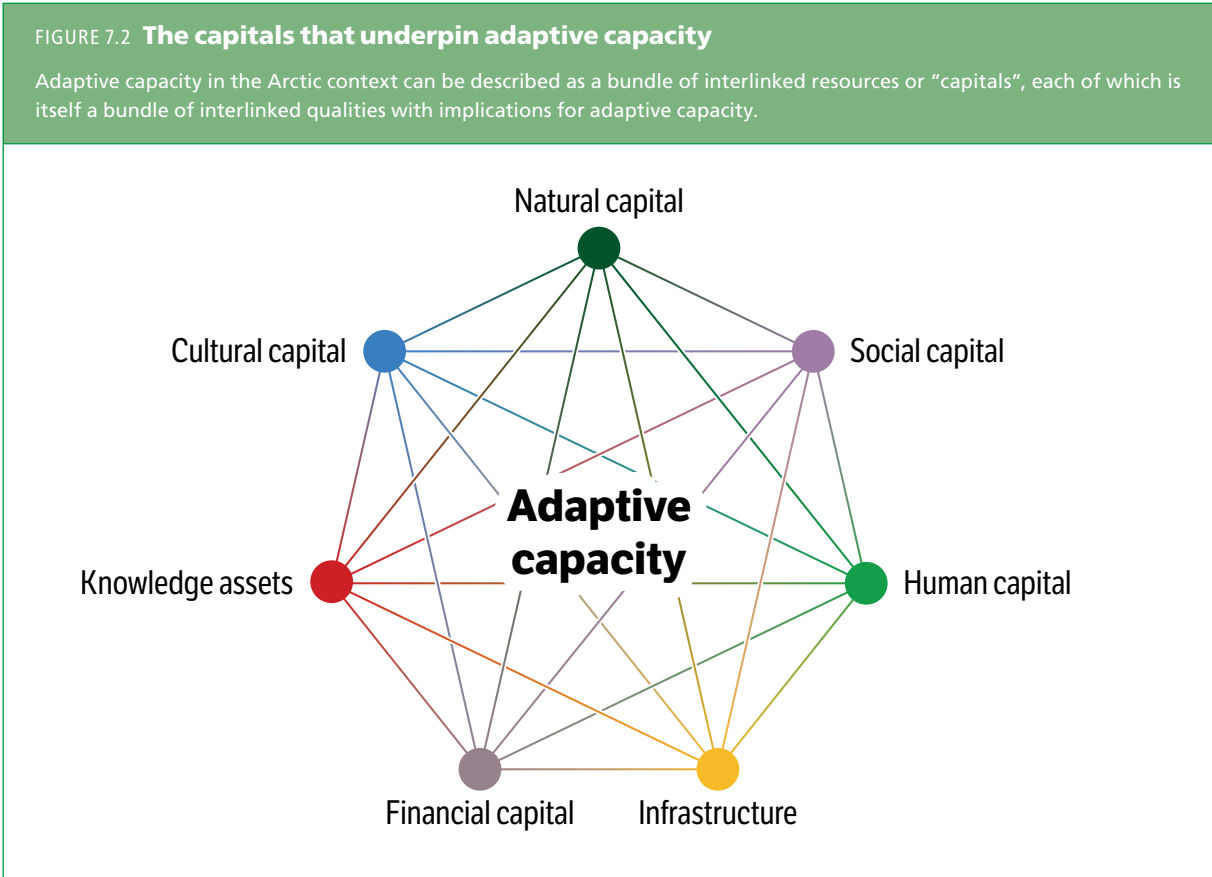 FIGURE 7.2 The capitals that underpin adaptive capacity
Adaptive capacity in the Arctic context can be described as a bundle of interlinked resources or “capitals”, each of which is
itself a bundle of interlinked qualities with implications for adaptive capacity.
Natural capital
Cultural capital
Social capital
Adaptive
capacity
Knowledge assets
Human capital
Financial capital
Infrastructure